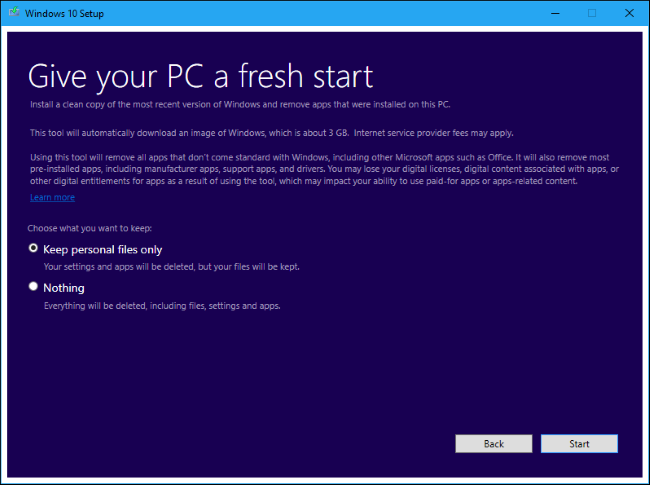 Windows 10 Setup
Give your PC a fresh start
Install a clean copy of the most recent version of Windows and remove apps that were installed on this PC.
This tool will automatically download an image of Windows, which is about 3 GB. Internet service provider fees may apply.
Using this tool will remove all apps that don't come standard with Windows, including other Microsoft apps such as Office. It will also remove most
pre-installed apps, including manufacturer apps, support apps, and drivers. You may lose your digital licenses, digital content associated with apps, or
other digital entitlements for apps as a result of using the tool, which may impact your ability to use paid-for apps or apps-related content.
Learn more
Choose what you want to keep:
Keep personal files only
Your settings and apps will be deleted, but your files will be kept.
Nothing
Everything will be deleted, including files, settings and apps.
Back Start